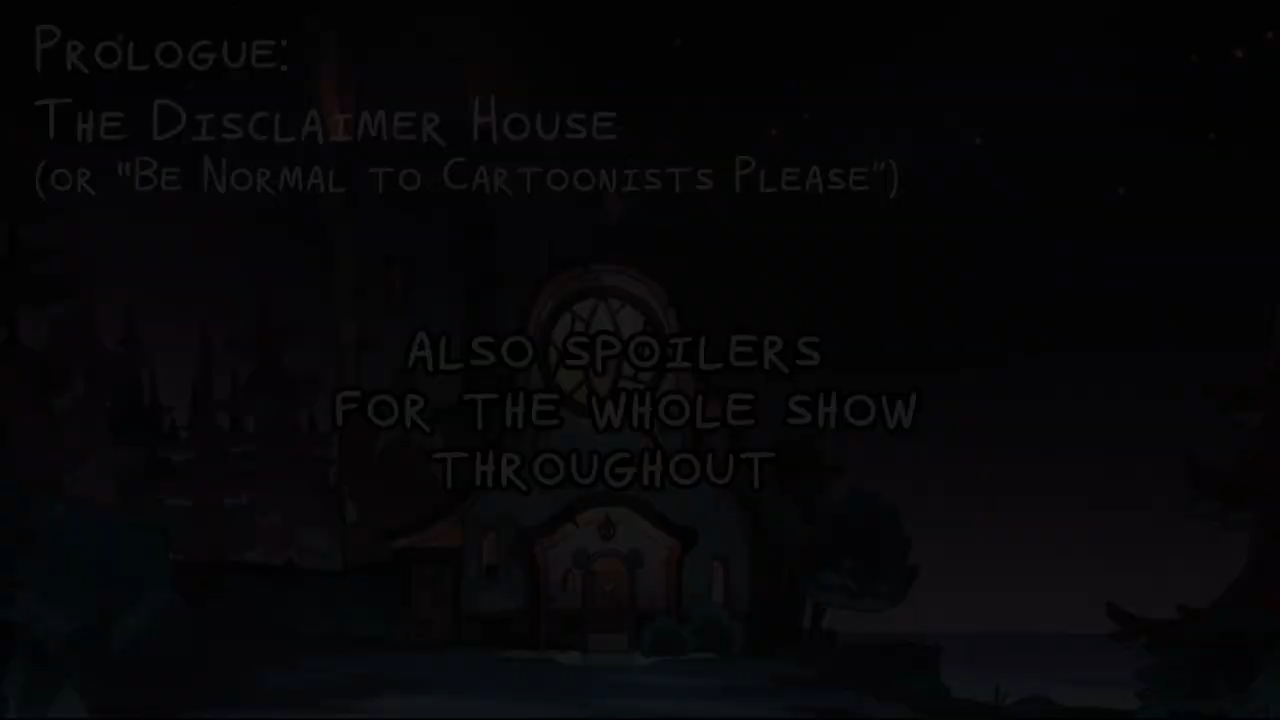 PROLOGUE:
THE DISCLAIMER HOUSE
(OR "BE NORMAL TO CARTOONISTS PLEASE")
ALSO SPOILERS
FOR THE WHOLE SHOW
THROUGHOUT